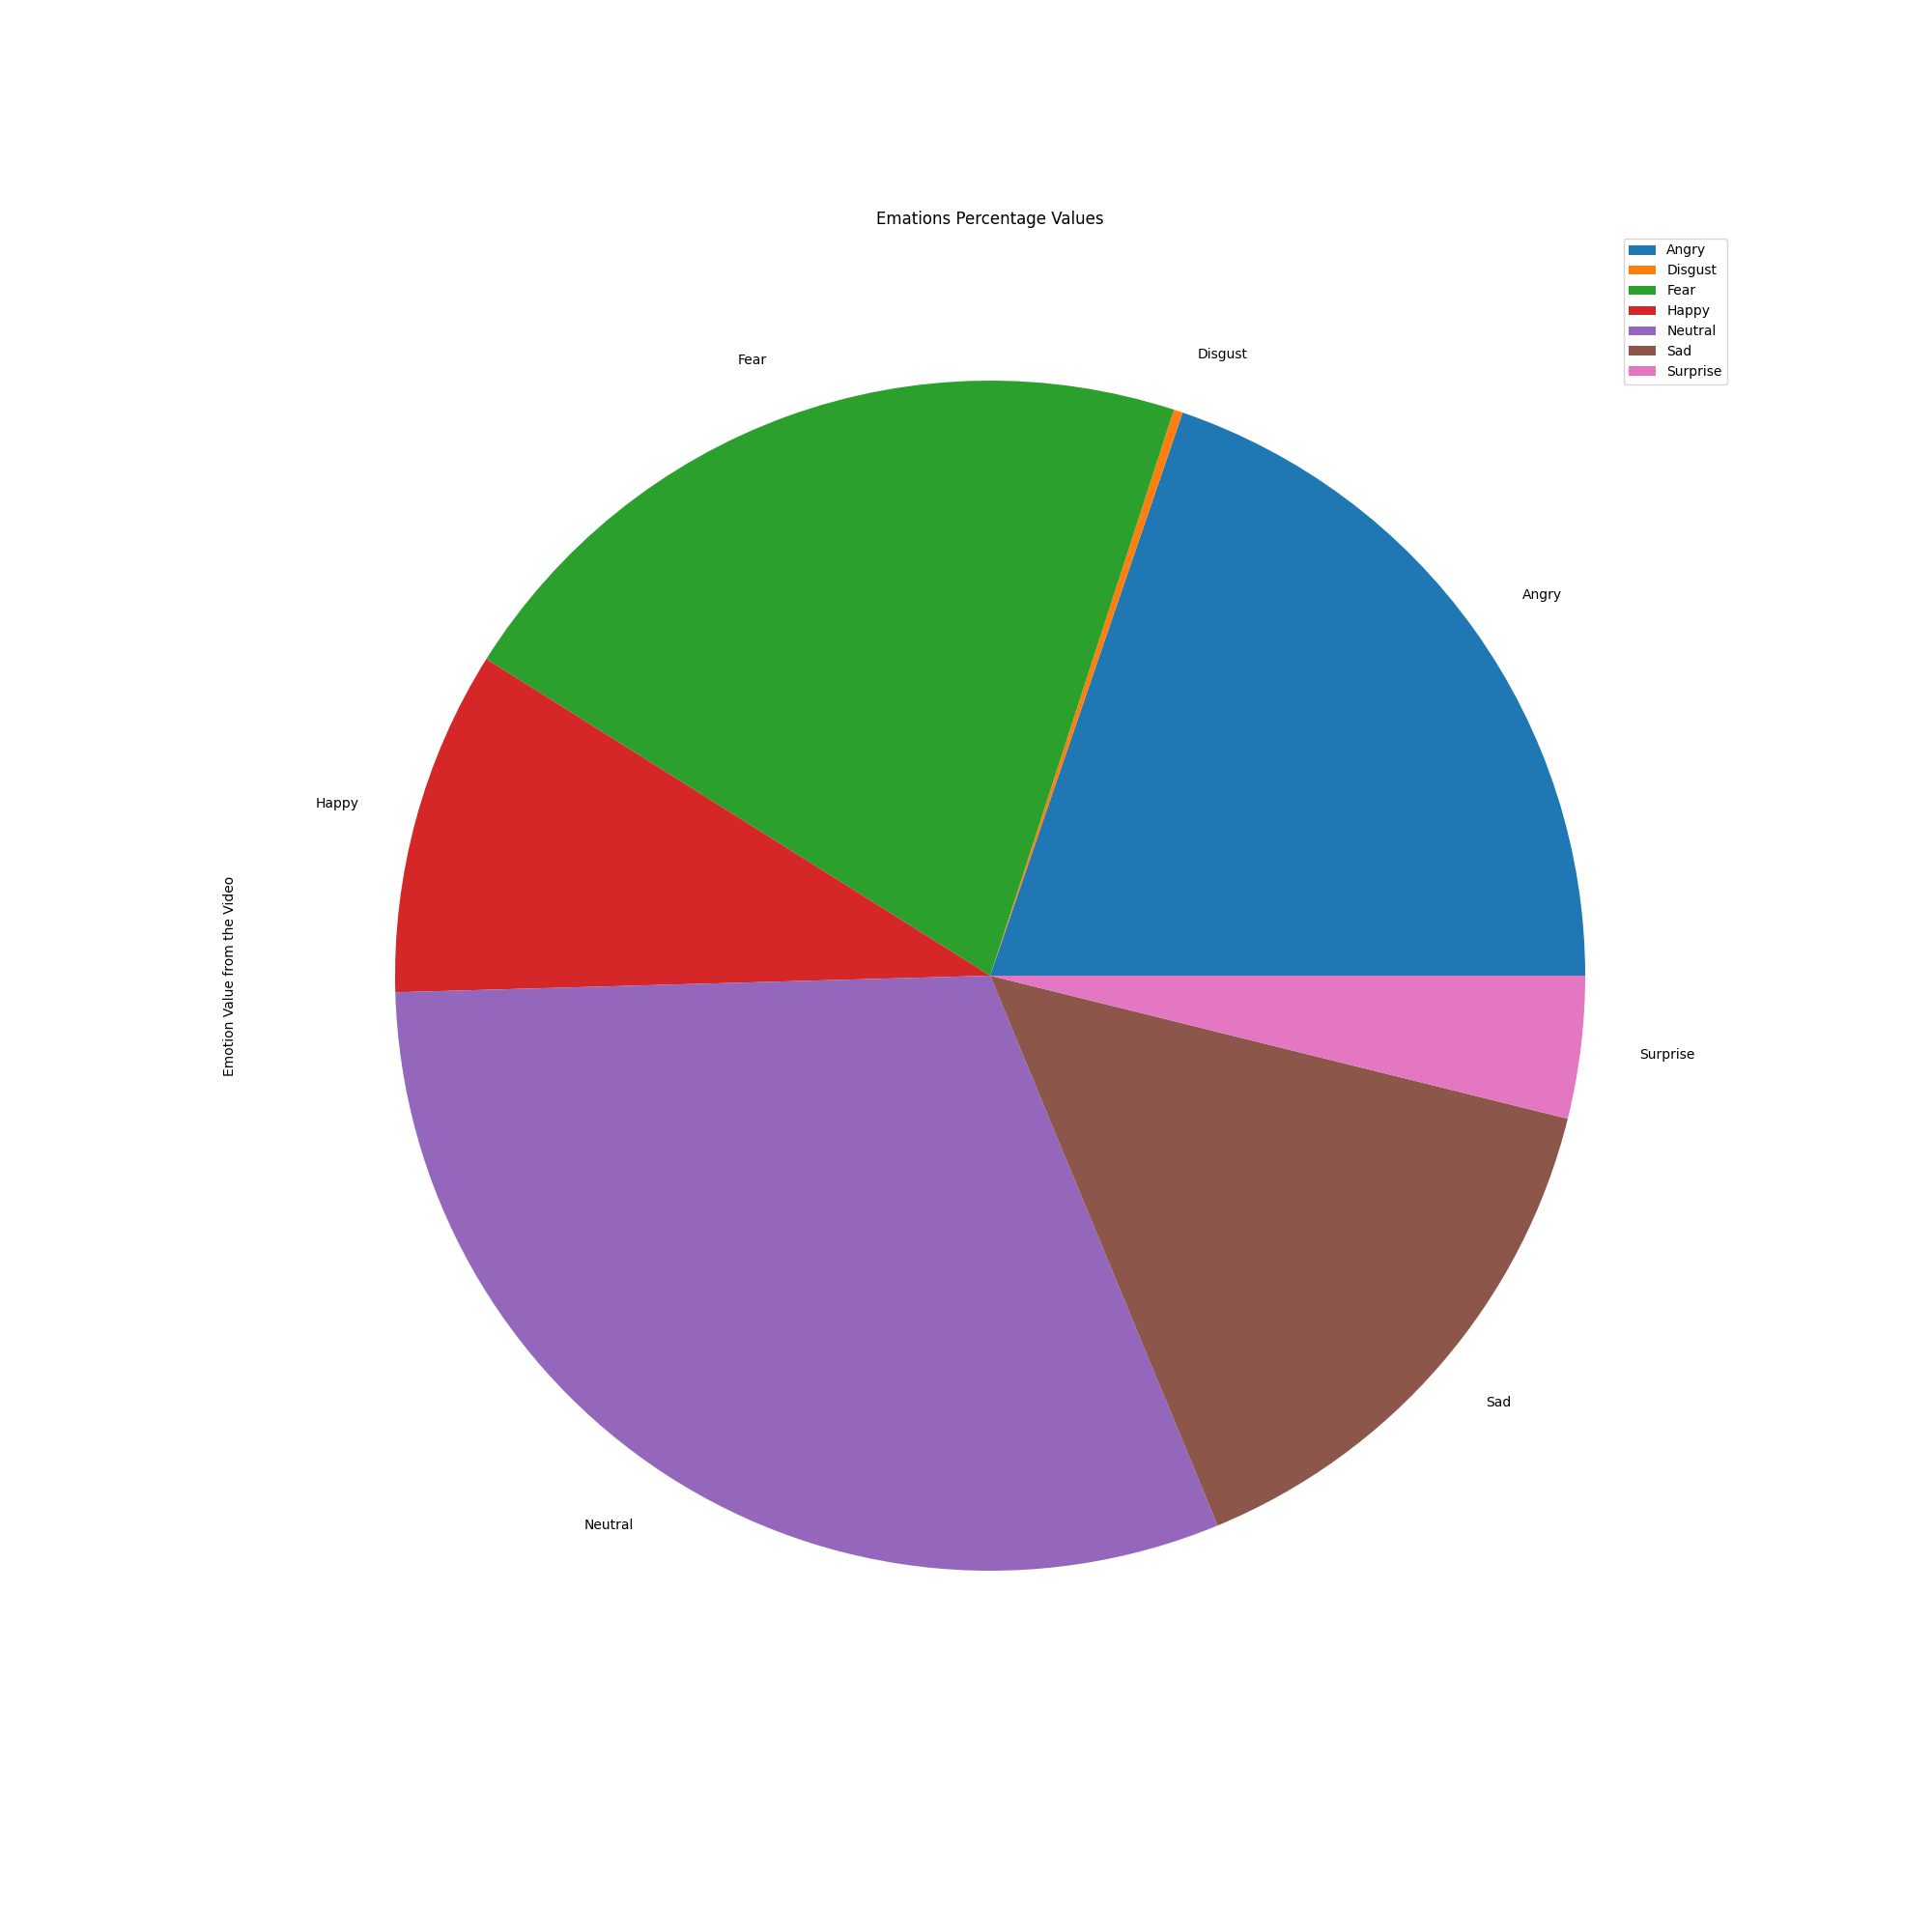 Emations Percentage Values
Angry
Disgust
Fear
Happy
Neutral
Sad
Surprise
Disgust
Fear
Angry
Happy
Emotion Value from the Video
Surprise
Sad
Neutral